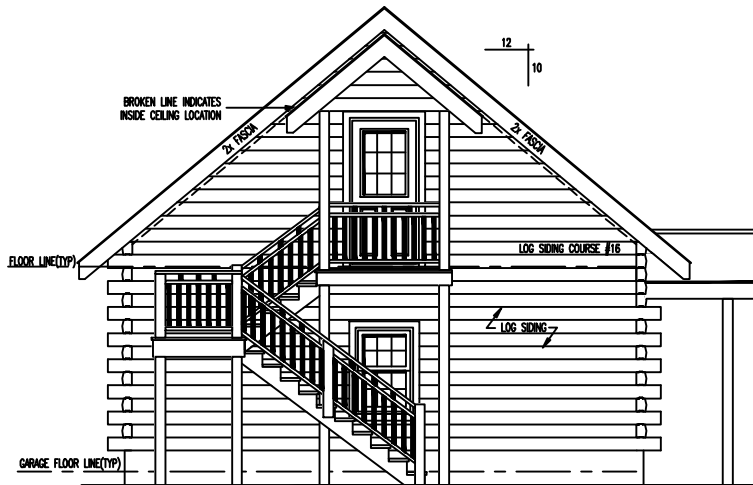 12
10
BROKEN LINE INDICATES
INSIDE CEILING LOCATION
2x FASCIA
2x FASCIA
LOG SIDING COURSE #16
FLOOR LINE(TYP)
LOG SIDING
GARAGE FLOOR LINE(TYP)